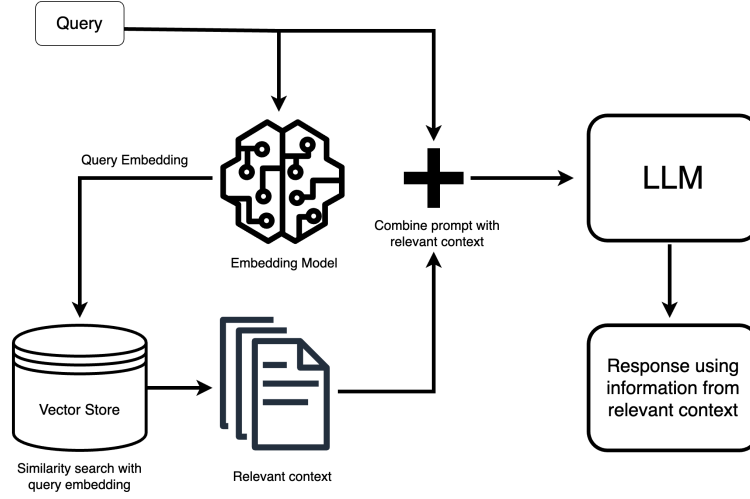 Query
Query Embedding
Embedding Model
Combine prompt with
relevant context
LLM
Vector Store
Similarity search with
query embedding
Relevant context
Response using
information from
relevant context